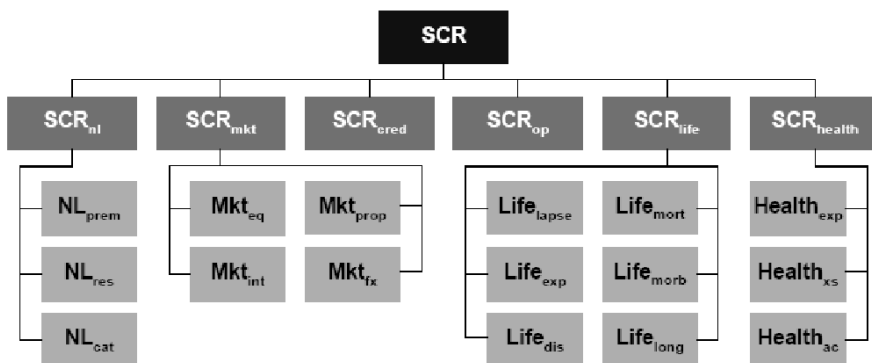 SCR
SCRnl SCRmkt SCRcred SCRop SCRlife SCRhealth
NLprem Mkteq Mktprop Lifelapse Lifemort Healthexp
NLres Mktint Mktfx Lifeexp Lifemorb Healthxs
NLcat Lifedis Lifelong Healthac